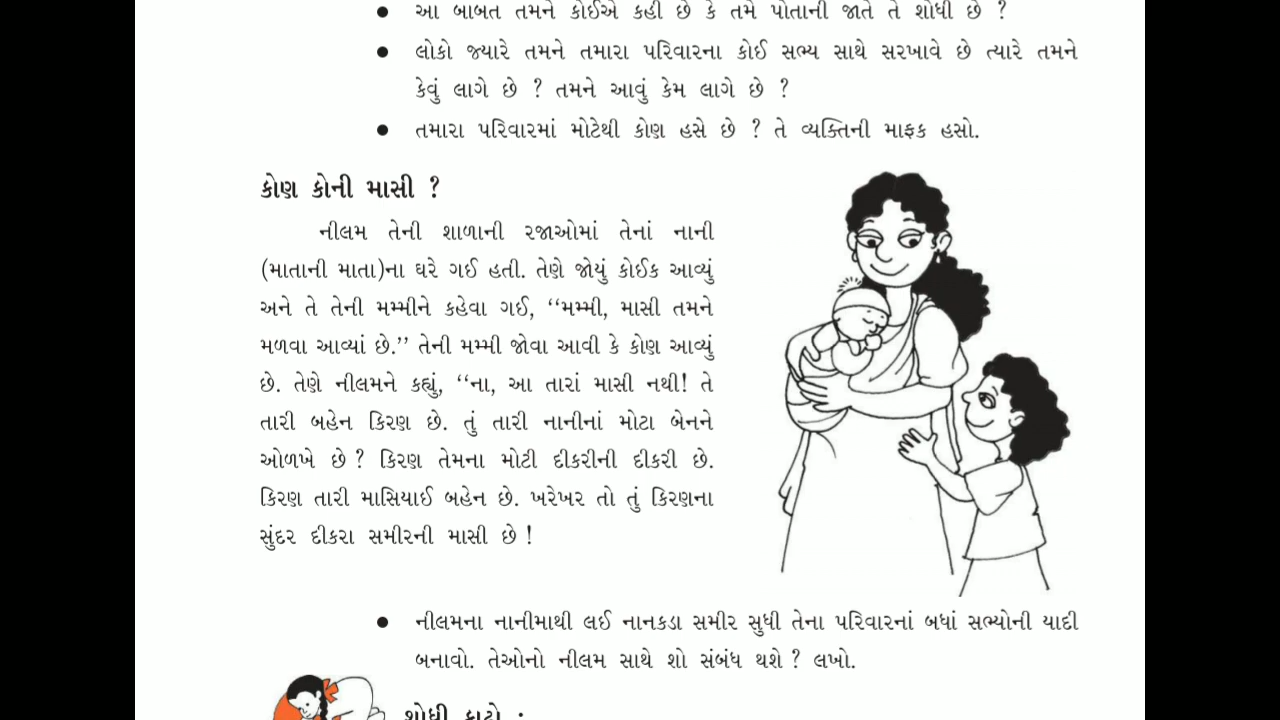 • આ બાબત તમને કોઈએ કહી છે કે તમે પોતાની જાતે તે શોધી છે ?
• લોકો જ્યારે તમને તમારા પરિવારના કોઈ સભ્ય સાથે સરખાવે છે ત્યારે તમને
કેવું લાગે છે ? તમને આવું કેમ લાગે છે ?
• તમારા પરિવારમાં મોટેથી કોણ હસે છે ? તે વ્યક્તિની માફક હસો.
કોણ કોની માસી ?
નીલમ તેની શાળાની રજાઓમાં તેનાં નાની
(માતાની માતા)ના ઘરે ગઈ હતી. તેણે જોયું કોઈક આવ્યું
અને તે તેની મમ્મીને કહેવા ગઈ, ‘‘મમ્મી, માસી તમને
મળવા આવ્યાં છે.’’ તેની મમ્મી જોવા આવી કે કોણ આવ્યું
છે. તેણે નીલમને કહ્યું, ‘‘ના, આ તારાં માસી નથી! તે
તારી બહેન કિરણ છે. તું તારી નાનીનાં મોટા બેનને
ઓળખે છે ? કિરણ તેમના મોટી દીકરીની દીકરી છે.
કિરણ તારી માસિયાઈ બહેન છે. ખરેખર તો તું કિરણના
સુંદર દીકરા સમીરની માસી છે !
• નીલમના નાનીમાથી લઈ નાનકડા સમીર સુધી તેના પરિવારનાં બધાં સભ્યોની યાદી
બનાવો. તેઓનો નીલમ સાથે શો સંબંધ થશે ? લખો.
શોધી કાઢો :